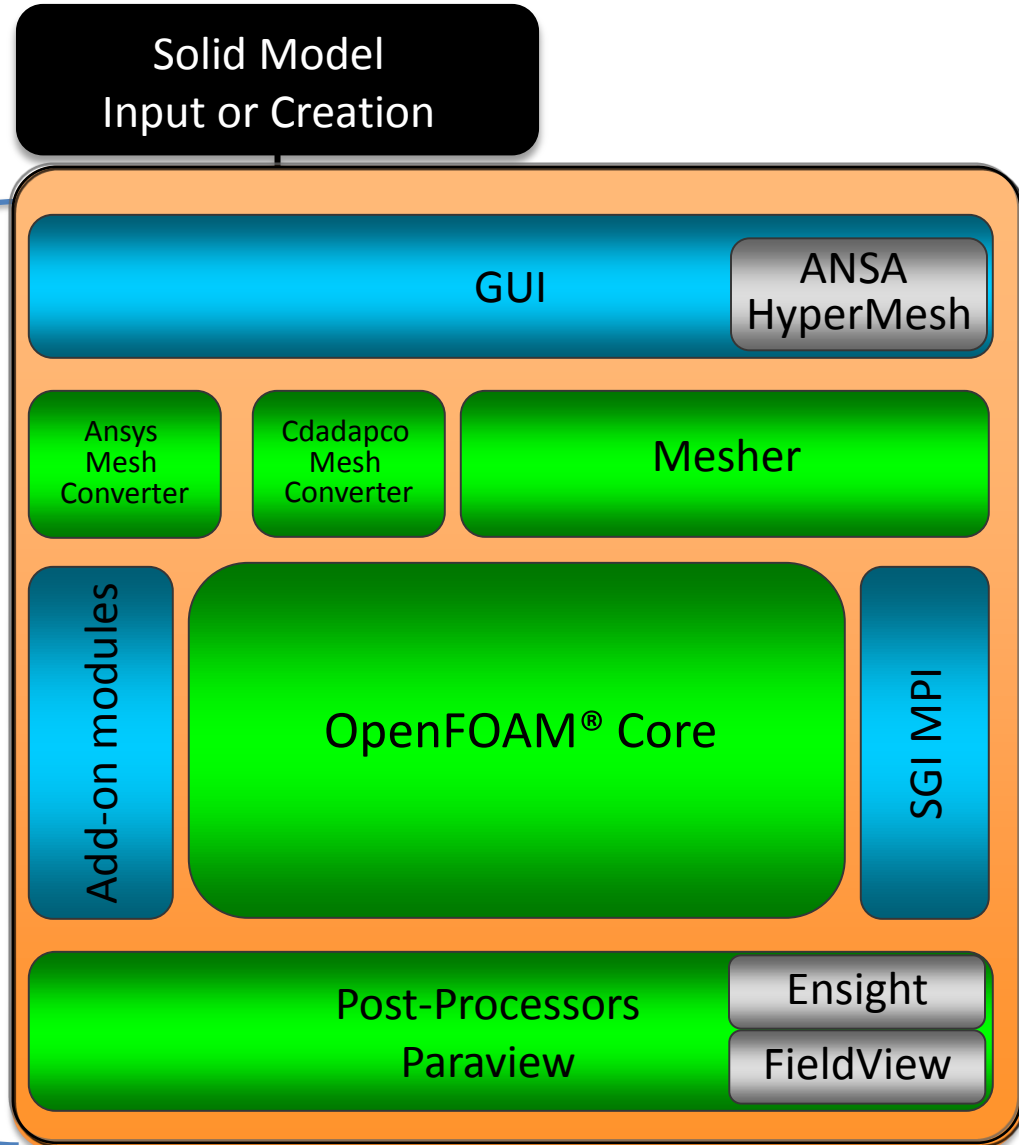 Solid Model
Input or Creation
GUI
ANSA
HyperMesh
Ansys
Mesh
Converter
Cdadapco
Mesh
Converter
Mesher
Add-on modules
OpenFOAM® Core
SGI MPI
Post-Processors
Paraview
Ensight
FieldView